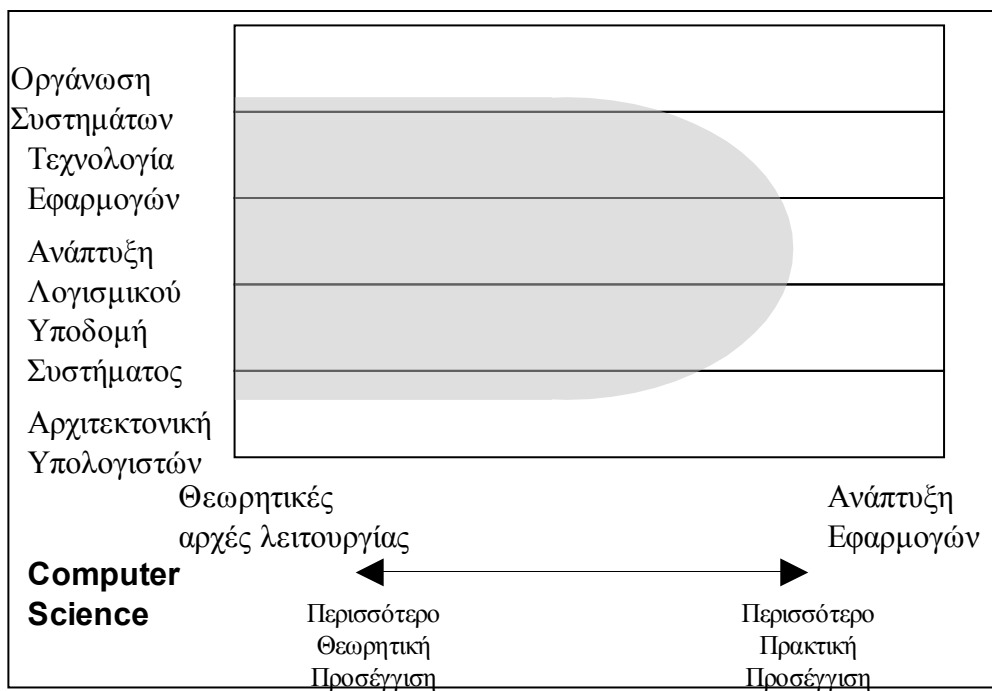 Οργάνωση
Συστημάτων
Τεχνολογία
Εφαρμογών
Ανάπτυξη
Λογισμικού
Υποδομή
Συστήματος
Αρχιτεκτονική
Υπολογιστών
Θεωρητικές
αρχές λειτουργίας
Ανάπτυξη
Εφαρμογών
Computer
Science
Περισσότερο
Θεωρητική
Προσέγγιση
Περισσότερο
Πρακτική
Προσέγγιση